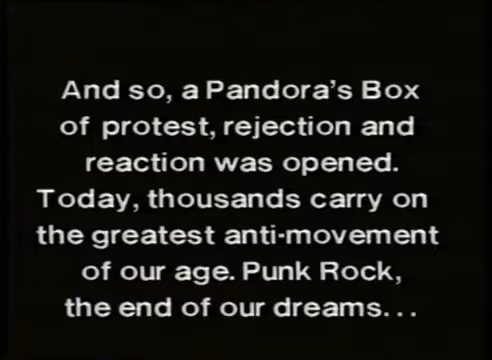 And so, a Pandora's Box
of protest, rejection and
reaction was opened.
Today, thousands carry on
the greatest anti-movement
of our age. Punk Rock,
the end of our dreams...